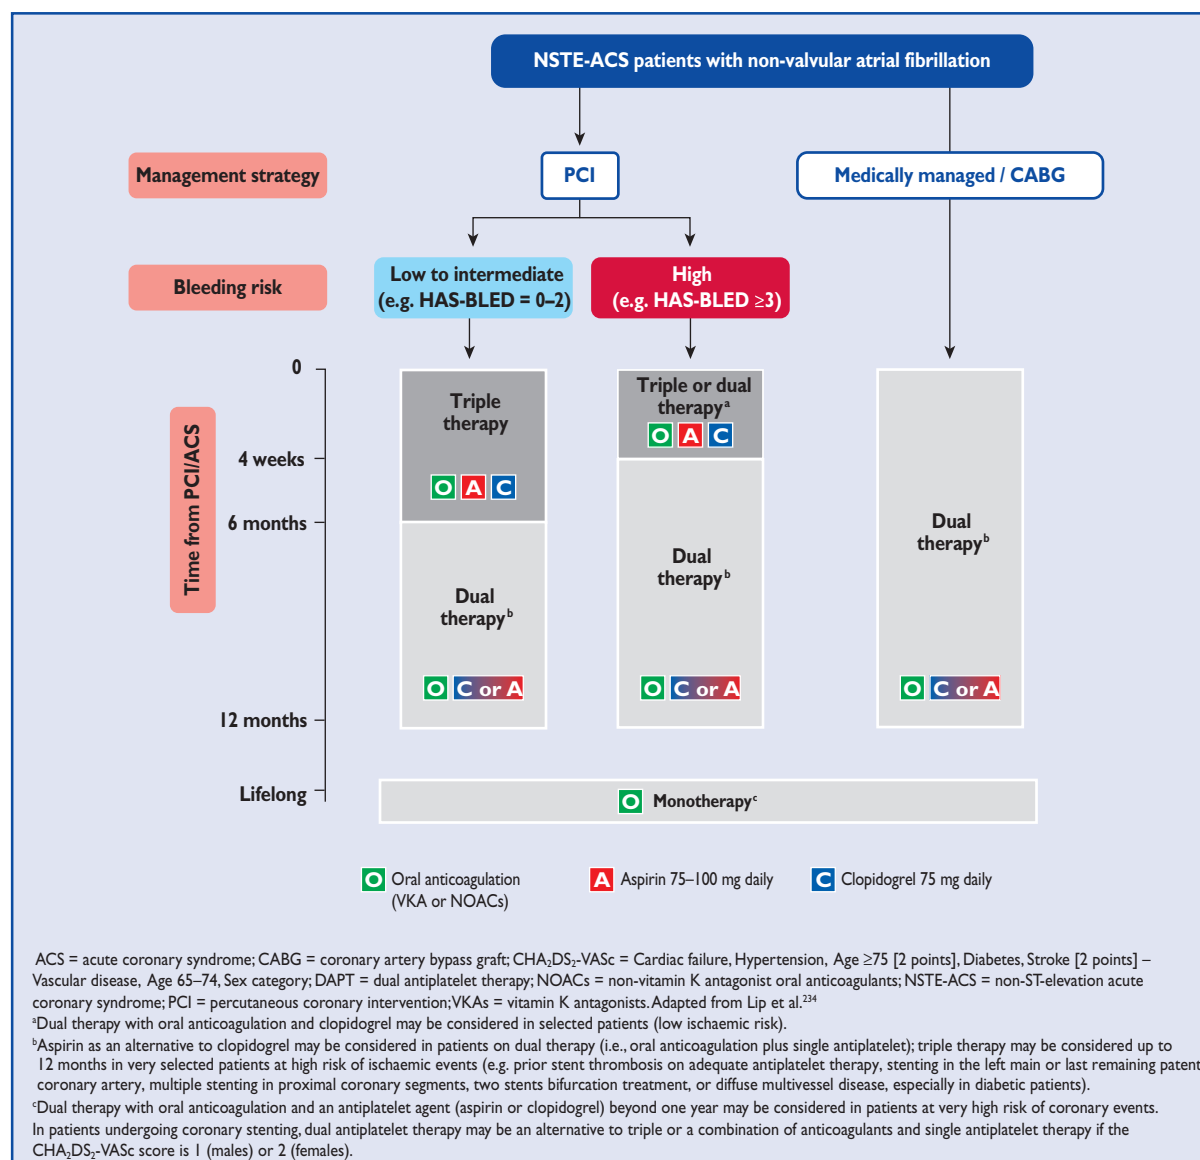 NSTE-ACS patients with non-valvular atrial fibrillation
Management strategy
PCI
Medically managed / CABG
Bleeding risk
Low to intermediate
(e.g. HAS-BLED = 0–2)
High
(e.g. HAS-BLED ≥3)
Time from PCI/ACS
0
4 weeks
6 months
12 months
Lifelong
Triple
therapy
O A C
Dual
therapyᵇ
O C or A
Triple or dual
therapyᵃ
O A C
Dual
therapyᵇ
O C or A
Dual
therapyᵇ
O C or A
O Monotherapyᶜ
O Oral anticoagulation
(VKA or NOACs)
A Aspirin 75–100 mg daily
C Clopidogrel 75 mg daily
ACS = acute coronary syndrome; CABG = coronary artery bypass graft; CHA₂DS₂-VASc = Cardiac failure, Hypertension, Age ≥75 [2 points], Diabetes, Stroke [2 points] –
Vascular disease, Age 65–74, Sex category; DAPT = dual antiplatelet therapy; NOACs = non-vitamin K antagonist oral anticoagulants; NSTE-ACS = non-ST-elevation acute
coronary syndrome; PCI = percutaneous coronary intervention; VKAs = vitamin K antagonists. Adapted from Lip et al.²³⁴
ᵃDual therapy with oral anticoagulation and clopidogrel may be considered in selected patients (low ischaemic risk).
ᵇAspirin as an alternative to clopidogrel may be considered in patients on dual therapy (i.e., oral anticoagulation plus single antiplatelet); triple therapy may be considered up to
12 months in very selected patients at high risk of ischaemic events (e.g. prior stent thrombosis on adequate antiplatelet therapy, stenting in the left main or last remaining patent
coronary artery, multiple stenting in proximal coronary segments, two stents bifurcation treatment, or diffuse multivessel disease, especially in diabetic patients).
ᶜDual therapy with oral anticoagulation and an antiplatelet agent (aspirin or clopidogrel) beyond one year may be considered in patients at very high risk of coronary events.
In patients undergoing coronary stenting, dual antiplatelet therapy may be an alternative to triple or a combination of anticoagulants and single antiplatelet therapy if the
CHA₂DS₂-VASc score is 1 (males) or 2 (females).